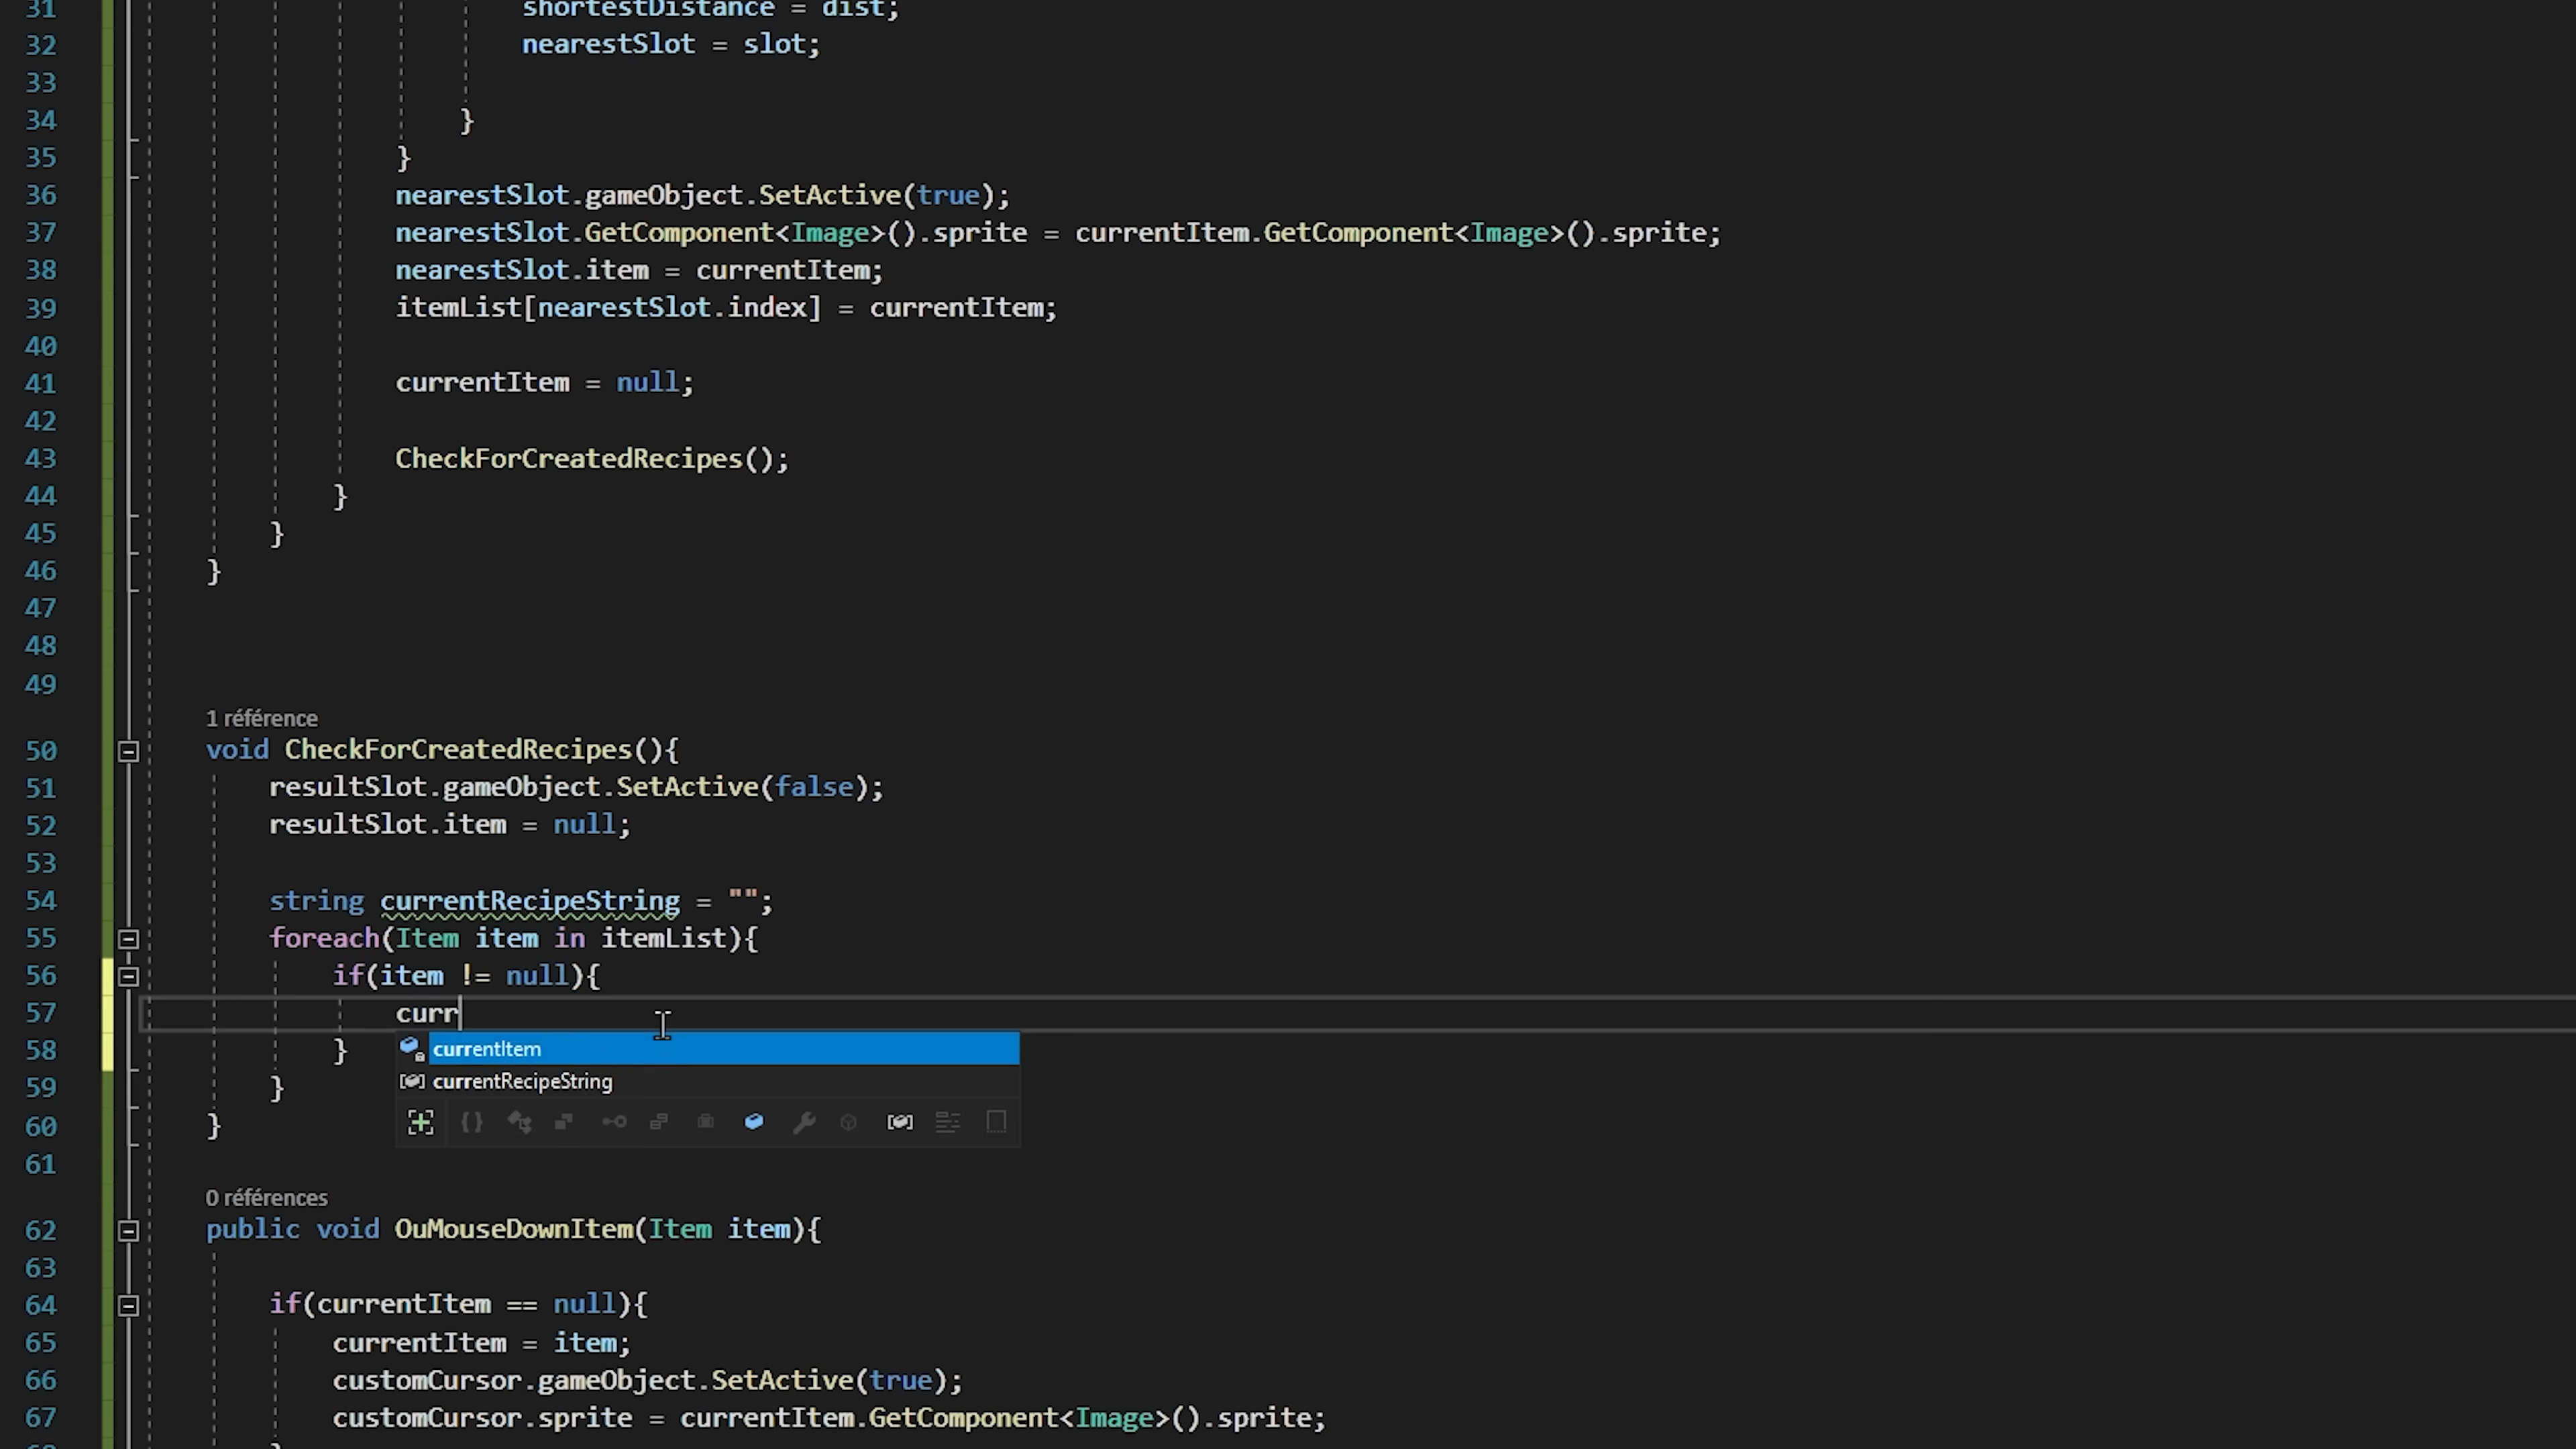 31 shortestDistance = dist;
32 nearestSlot = slot;
33
34 }
35 }
36 nearestSlot.gameObject.SetActive(true);
37 nearestSlot.GetComponent<Image>().sprite = currentItem.GetComponent<Image>().sprite;
38 nearestSlot.item = currentItem;
39 itemList[nearestSlot.index] = currentItem;
40
41 currentItem = null;
42
43 CheckForCreatedRecipes();
44 }
45 }
46 }
47
48
49
1 référence
50 void CheckForCreatedRecipes(){
51 resultSlot.gameObject.SetActive(false);
52 resultSlot.item = null;
53
54 string currentRecipeString = "";
55 foreach(Item item in itemList){
56 if(item != null){
57 curr
currentItem
58 }
currentRecipeString
59 }
60 }
61
0 références
62 public void OuMouseDownItem(Item item){
63
64 if(currentItem == null){
65 currentItem = item;
66 customCursor.gameObject.SetActive(true);
67 customCursor.sprite = currentItem.GetComponent<Image>().sprite;